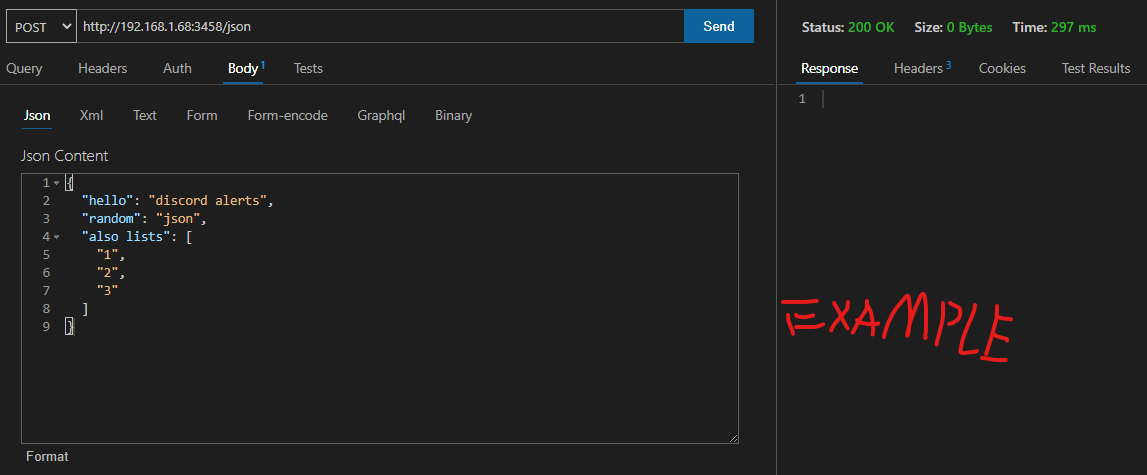 POST http://192.168.1.68:3458/json Send
Query Headers Auth Body 1 Tests
Json Xml Text Form Form-encode Graphql Binary
Json Content
1 {
2 "hello": "discord alerts",
3 "random": "json",
4 "also lists": [
5 "1",
6 "2",
7 "3"
8 ]
9 }
Format
Status: 200 OK Size: 0 Bytes Time: 297 ms
Response Headers 3 Cookies Test Results
1
EXAMPLE